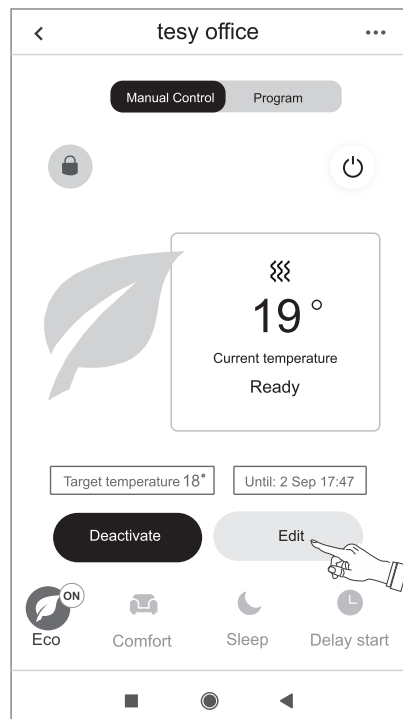 tesy office
Manual Control Program
19°
Current temperature
Ready
Target temperature 18° Until: 2 Sep 17:47
Deactivate Edit
ON
Eco Comfort Sleep Delay start